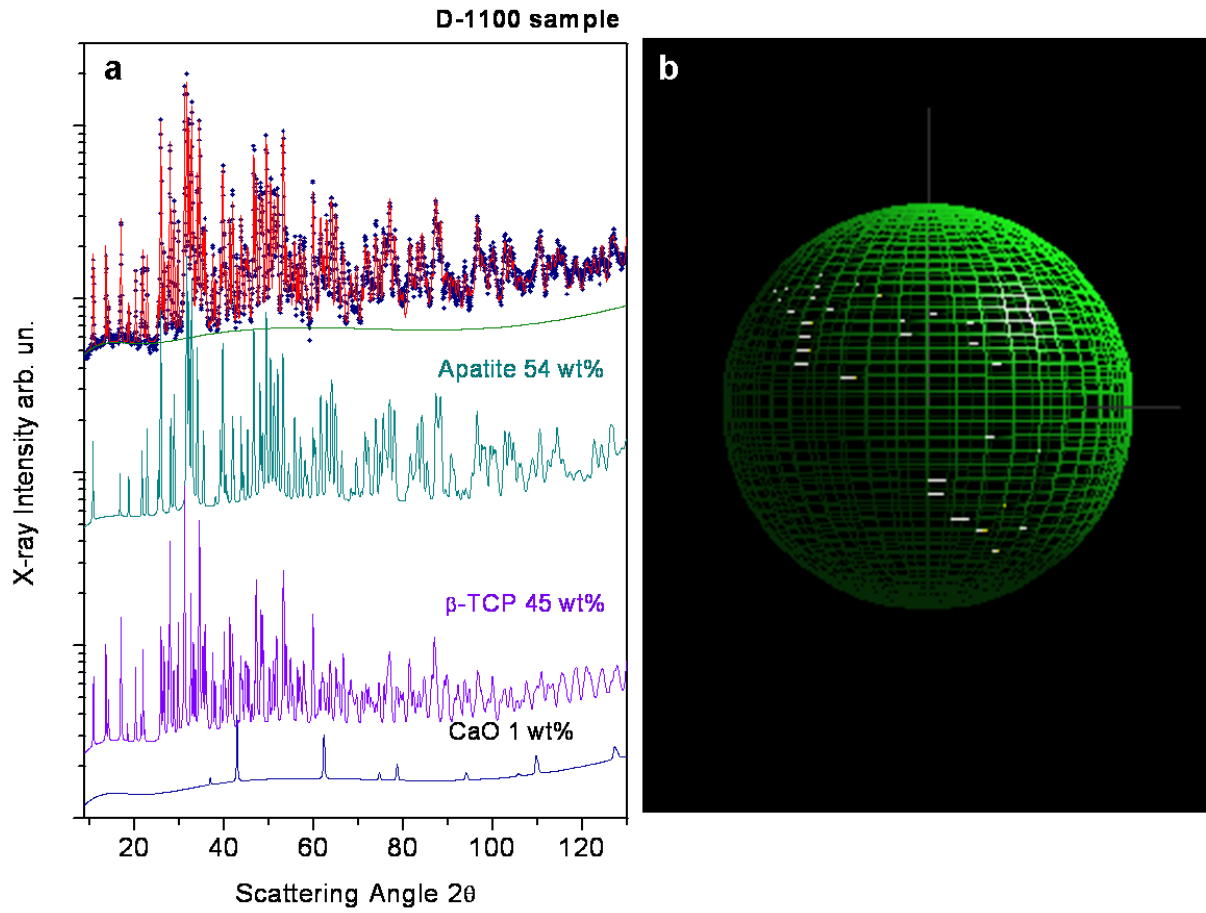 D-1100 sample
a
b
X-ray Intensity arb. un.
Apatite 54 wt%
β-TCP 45 wt%
CaO 1 wt%
20 40 60 80 100 120
Scattering Angle 2θ